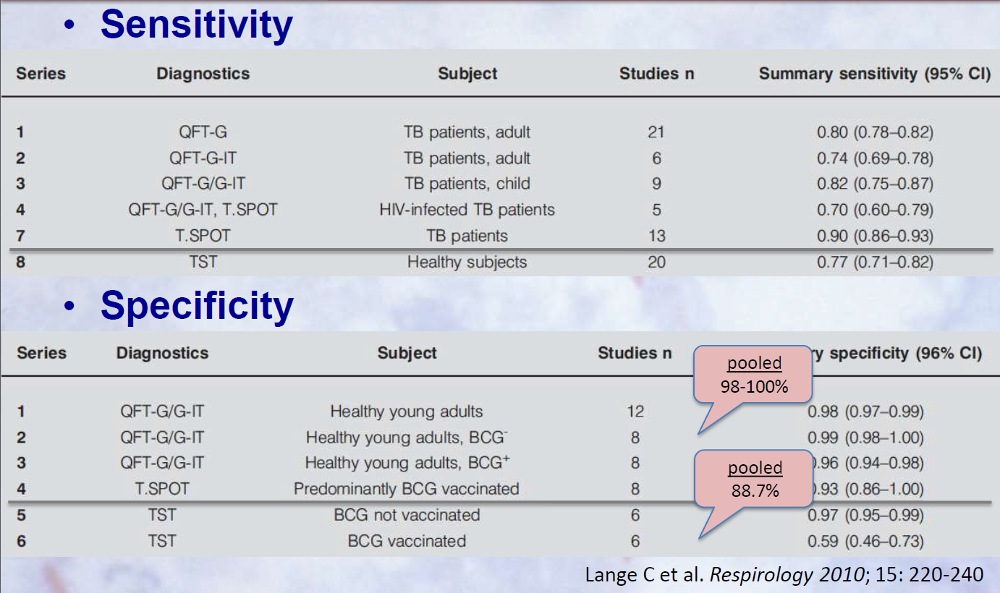 • Sensitivity
Series Diagnostics Subject Studies n Summary sensitivity (95% CI)
1 QFT-G TB patients, adult 21 0.80 (0.78–0.82)
2 QFT-G-IT TB patients, adult 6 0.74 (0.69–0.78)
3 QFT-G/G-IT TB patients, child 9 0.82 (0.75–0.87)
4 QFT-G/G-IT, T.SPOT HIV-infected TB patients 5 0.70 (0.60–0.79)
7 T.SPOT TB patients 13 0.90 (0.86–0.93)
8 TST Healthy subjects 20 0.77 (0.71–0.82)
• Specificity
Series Diagnostics Subject Studies n ry specificity (96% CI)
pooled
98-100%
1 QFT-G/G-IT Healthy young adults 12 0.98 (0.97–0.99)
2 QFT-G/G-IT Healthy young adults, BCG⁻ 8 0.99 (0.98–1.00)
3 QFT-G/G-IT Healthy young adults, BCG⁺ 8 0.96 (0.94–0.98)
pooled
88.7%
4 T.SPOT Predominantly BCG vaccinated 8 0.93 (0.86–1.00)
5 TST BCG not vaccinated 6 0.97 (0.95–0.99)
6 TST BCG vaccinated 6 0.59 (0.46–0.73)
Lange C et al. Respirology 2010; 15: 220-240